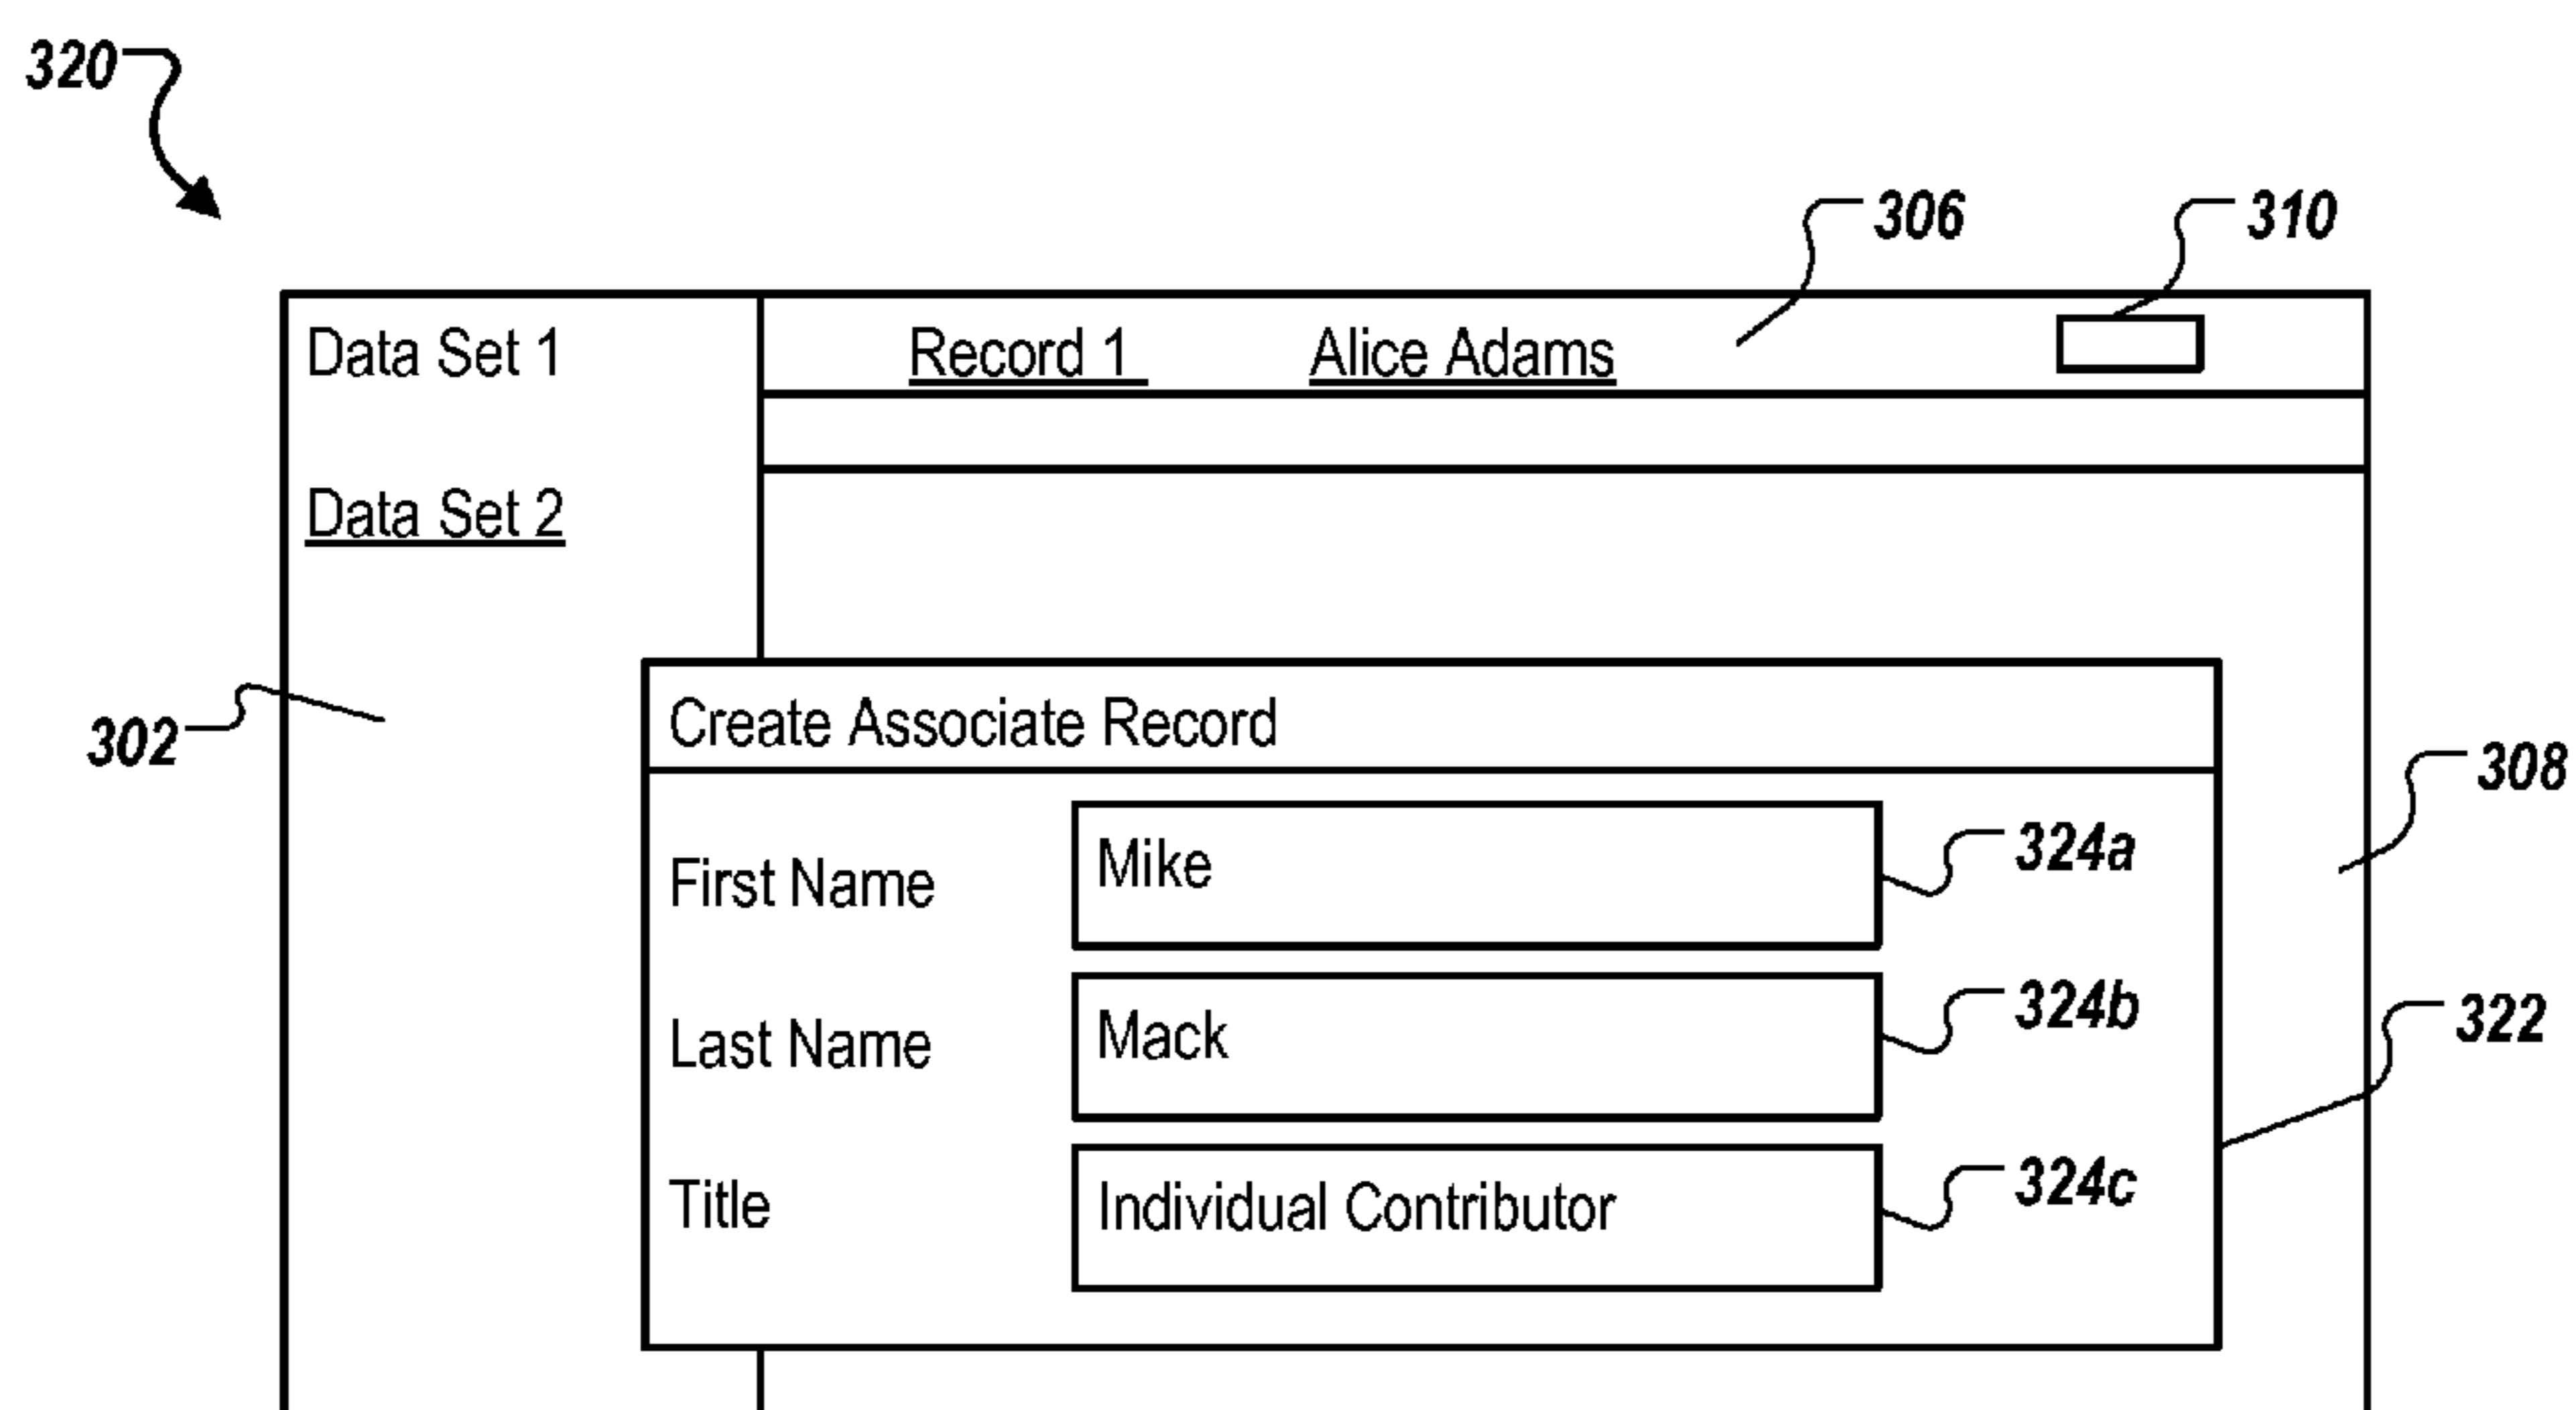 320
306
310
Data Set 1
Record 1
Alice Adams
Data Set 2
302
Create Associate Record
308
First Name
Mike
324a
Last Name
Mack
324b
322
Title
Individual Contributor
324c